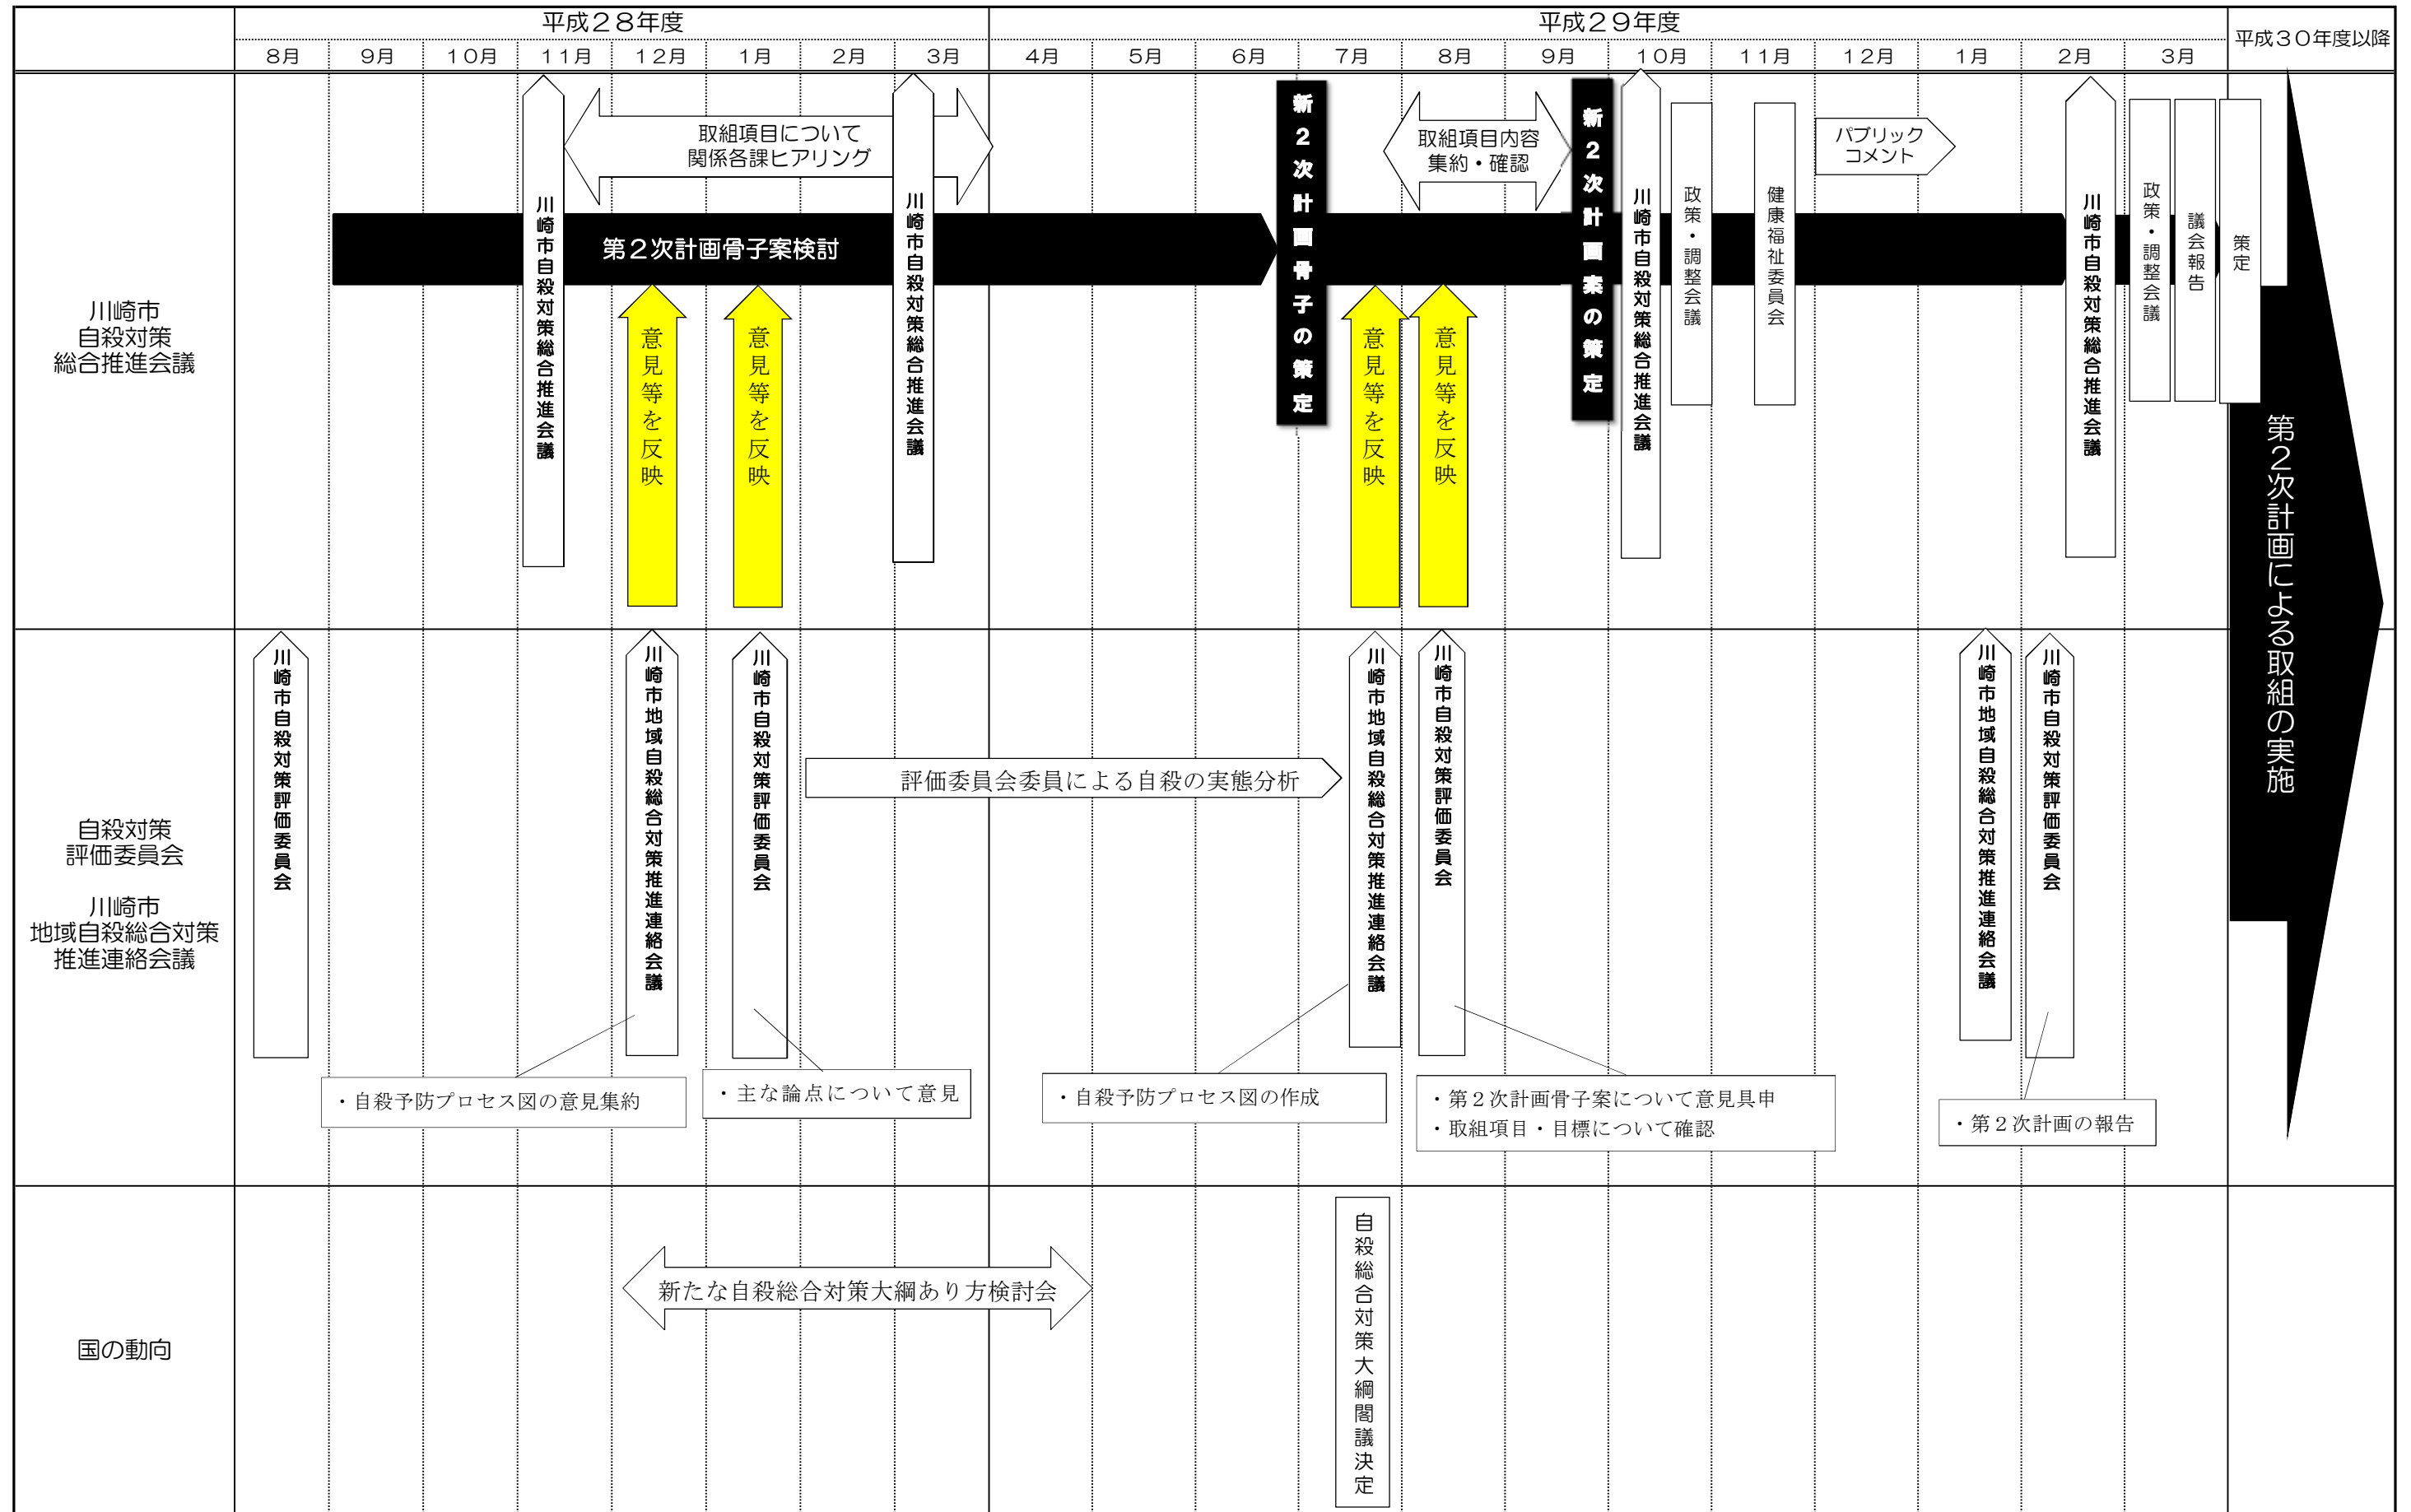 平成２８年度
平成２９年度
平成３０年度以降
８月
９月
１０月
１１月
１２月
１月
２月
３月
４月
５月
６月
７月
８月
９月
１０月
１１月
１２月
１月
２月
３月
川崎市
自殺対策
総合推進会議
川崎市自殺対策総合推進会議
取組項目について
関係各課ヒアリング
第２次計画骨子案検討
意見等を反映
意見等を反映
川崎市自殺対策総合推進会議
新２次計画骨子の策定
取組項目内容
集約・確認
意見等を反映
意見等を反映
新２次計画案の策定
川崎市自殺対策総合推進会議
政策・調整会議
健康福祉委員会
パブリック
コメント
川崎市自殺対策総合推進会議
政策・調整会議
議会報告
策定
第２次計画による取組の実施
自殺対策
評価委員会
川崎市
地域自殺総合対策
推進連絡会議
川崎市自殺対策評価委員会
川崎市地域自殺総合対策推進連絡会議
川崎市自殺対策評価委員会
評価委員会委員による自殺の実態分析
川崎市地域自殺総合対策推進連絡会議
川崎市自殺対策評価委員会
川崎市地域自殺総合対策推進連絡会議
川崎市自殺対策評価委員会
・自殺予防プロセス図の意見集約
・主な論点について意見
・自殺予防プロセス図の作成
・第２次計画骨子案について意見具申
・取組項目・目標について確認
・第２次計画の報告
国の動向
新たな自殺総合対策大綱あり方検討会
自殺総合対策大綱閣議決定